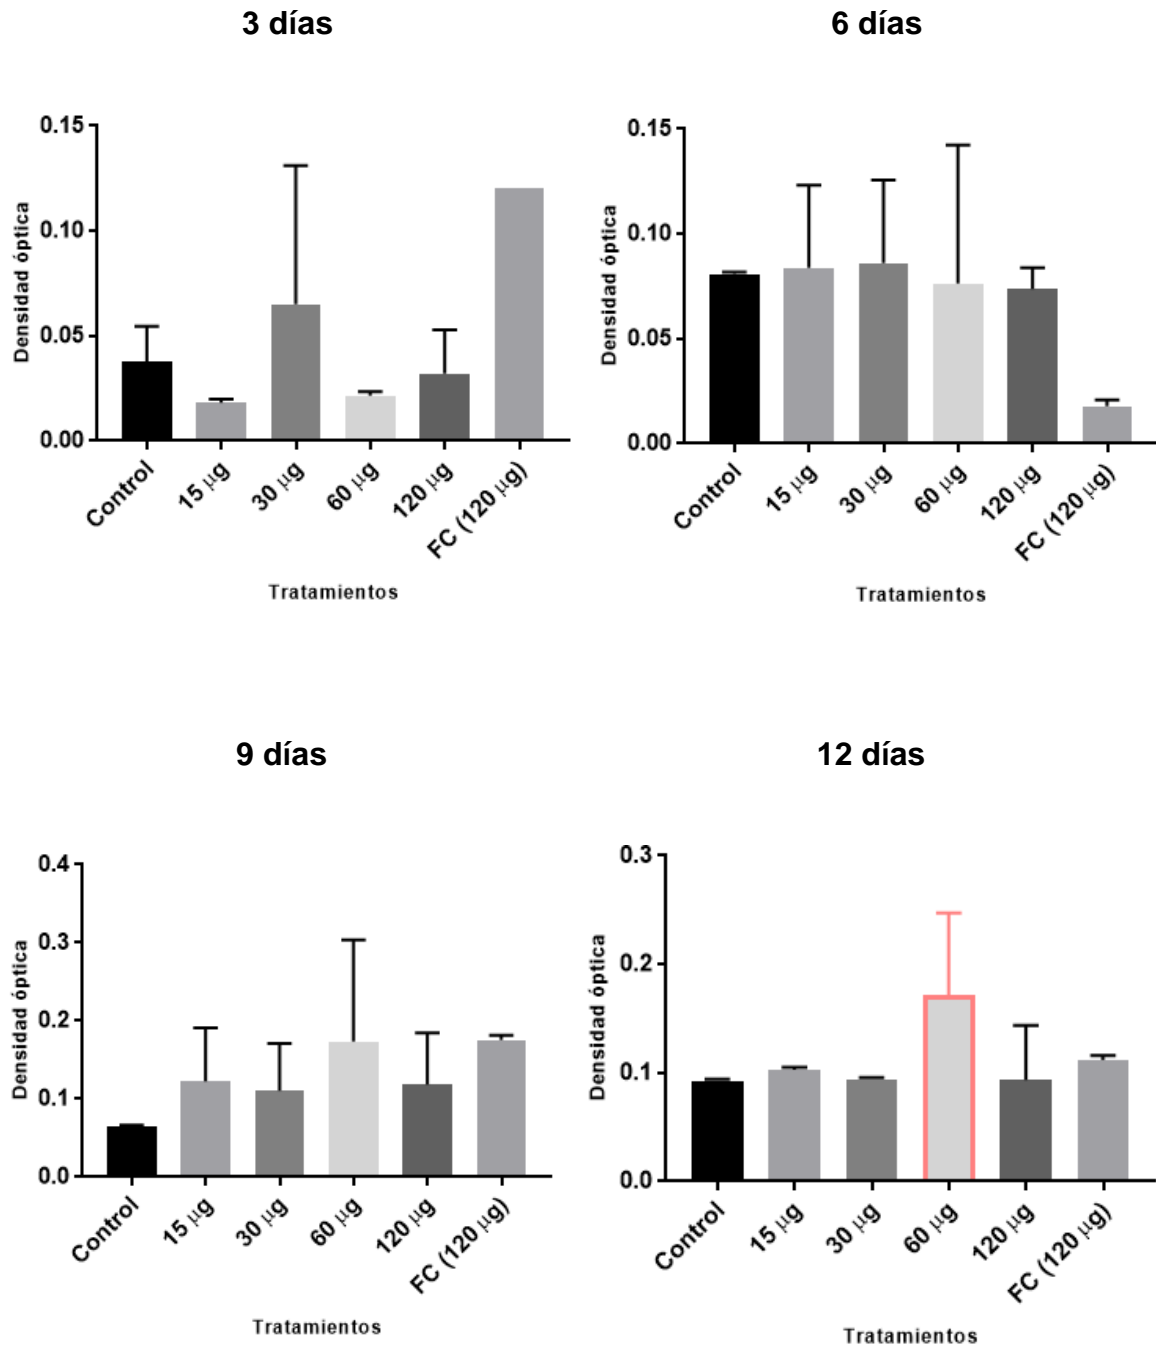 3 días
6 días
0.15
0.10
0.05
0.00
Densidad óptica
Control
15 µg
30 µg
60 µg
120 µg
FC (120 µg)
Tratamientos
0.15
0.10
0.05
0.00
Densidad óptica
Control
15 µg
30 µg
60 µg
120 µg
FC (120 µg)
Tratamientos
9 días
12 días
0.4
0.3
0.2
0.1
0.0
Densidad óptica
Control
15 µg
30 µg
60 µg
120 µg
FC (120 µg)
Tratamientos
0.3
0.2
0.1
0.0
Densidad óptica
Control
15 µg
30 µg
60 µg
120 µg
FC (120 µg)
Tratamientos